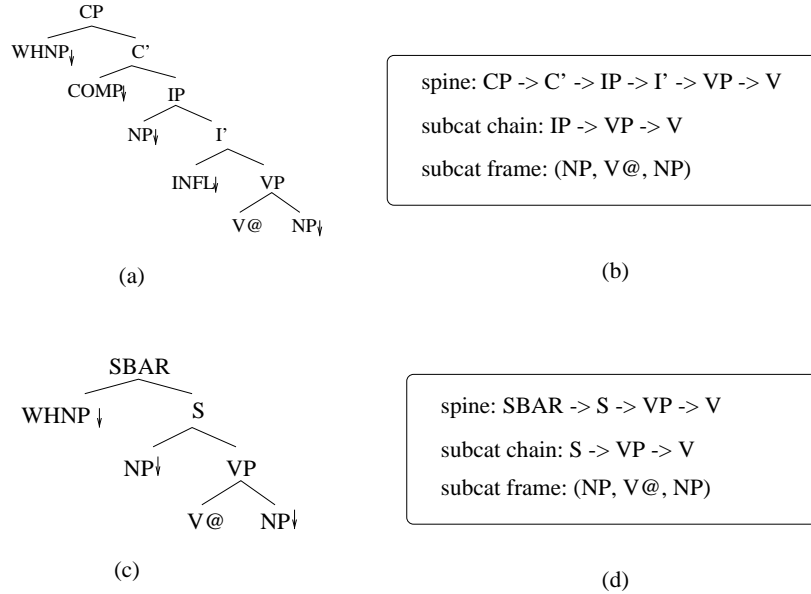 CP
WHNP↓ C'
COMP↓ IP
NP↓ I'
INFL↓ VP
V@ NP↓
(a)
spine: CP -> C' -> IP -> I' -> VP -> V
subcat chain: IP -> VP -> V
subcat frame: (NP, V@, NP)
(b)
SBAR
WHNP ↓ S
NP↓ VP
V@ NP↓
(c)
spine: SBAR -> S -> VP -> V
subcat chain: S -> VP -> V
subcat frame: (NP, V@, NP)
(d)